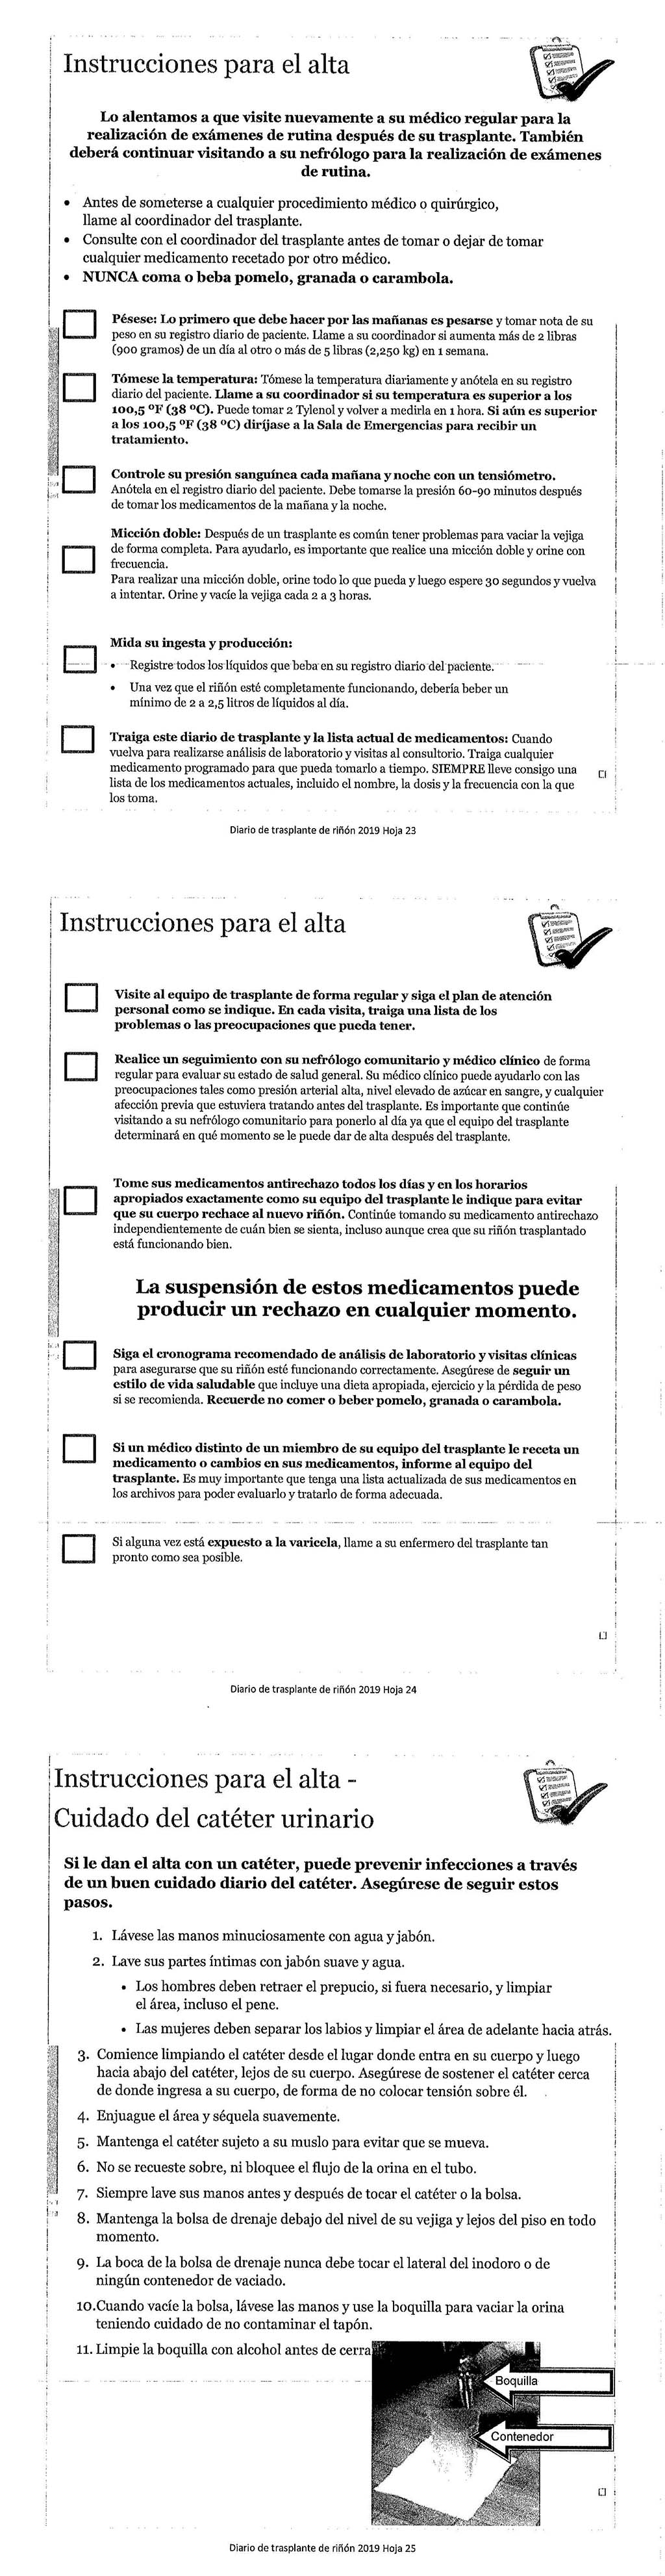 Instrucciones para el alta
Lo alentamos a que visite nuevamente a su médico regular para la
realización de exámenes de rutina después de su trasplante. También
deberá continuar visitando a su nefrólogo para la realización de exámenes
de rutina.
• Antes de someterse a cualquier procedimiento médico o quirúrgico,
llame al coordinador del trasplante.
• Consulte con el coordinador del trasplante antes de tomar o dejar de tomar
cualquier medicamento recetado por otro médico.
• NUNCA coma o beba pomelo, granada o carambola.
Pésese: Lo primero que debe hacer por las mañanas es pesarse y tomar nota de su
peso en su registro diario de paciente. Llame a su coordinador si aumenta más de 2 libras
(900 gramos) de un día al otro o más de 5 libras (2,250 kg) en 1 semana.
Tómese la temperatura: Tómese la temperatura diariamente y anótela en su registro
diario del paciente. Llame a su coordinador si su temperatura es superior a los
100,5 ºF (38 ºC). Puede tomar 2 Tylenol y volver a medirla en 1 hora. Si aún es superior
a los 100,5 ºF (38 ºC) diríjase a la Sala de Emergencias para recibir un
tratamiento.
Controle su presión sanguínea cada mañana y noche con un tensiómetro.
Anótela en el registro diario del paciente. Debe tomarse la presión 60-90 minutos después
de tomar los medicamentos de la mañana y la noche.
Micción doble: Después de un trasplante es común tener problemas para vaciar la vejiga
de forma completa. Para ayudarlo, es importante que realice una micción doble y orine con
frecuencia.
Para realizar una micción doble, orine todo lo que pueda y luego espere 30 segundos y vuelva
a intentar. Orine y vacíe la vejiga cada 2 a 3 horas.
Mida su ingesta y producción:
• Registre todos los líquidos que beba en su registro diario del paciente.
• Una vez que el riñón esté completamente funcionando, debería beber un
mínimo de 2 a 2,5 litros de líquidos al día.
Traiga este diario de trasplante y la lista actual de medicamentos: Cuando
vuelva para realizarse análisis de laboratorio y visitas al consultorio. Traiga cualquier
medicamento programado para que pueda tomarlo a tiempo. SIEMPRE lleve consigo una
lista de los medicamentos actuales, incluido el nombre, la dosis y la frecuencia con la que
los toma.
Diario de trasplante de riñón 2019 Hoja 23
Instrucciones para el alta
Visite al equipo de trasplante de forma regular y siga el plan de atención
personal como se indique. En cada visita, traiga una lista de los
problemas o las preocupaciones que pueda tener.
Realice un seguimiento con su nefrólogo comunitario y médico clínico de forma
regular para evaluar su estado de salud general. Su médico clínico puede ayudarlo con las
preocupaciones tales como presión arterial alta, nivel elevado de azúcar en sangre, y cualquier
afección previa que estuviera tratando antes del trasplante. Es importante que continúe
visitando a su nefrólogo comunitario para ponerlo al día ya que el equipo del trasplante
determinará en qué momento se le puede dar de alta después del trasplante.
Tome sus medicamentos antirechazo todos los días y en los horarios
apropiados exactamente como su equipo del trasplante le indique para evitar
que su cuerpo rechace al nuevo riñón. Continúe tomando su medicamento antirechazo
independientemente de cuán bien se sienta, incluso aunque crea que su riñón trasplantado
está funcionando bien.
La suspensión de estos medicamentos puede
producir un rechazo en cualquier momento.
Siga el cronograma recomendado de análisis de laboratorio y visitas clínicas
para asegurarse que su riñón esté funcionando correctamente. Asegúrese de seguir un
estilo de vida saludable que incluye una dieta apropiada, ejercicio y la pérdida de peso
si se recomienda. Recuerde no comer o beber pomelo, granada o carambola.
Si un médico distinto de un miembro de su equipo del trasplante le receta un
medicamento o cambios en sus medicamentos, informe al equipo del
trasplante. Es muy importante que tenga una lista actualizada de sus medicamentos en
los archivos para poder evaluarlo y tratarlo de forma adecuada.
Si alguna vez está expuesto a la varicela, llame a su enfermero del trasplante tan
pronto como sea posible.
Diario de trasplante de riñón 2019 Hoja 24
Instrucciones para el alta -
Cuidado del catéter urinario
Si le dan el alta con un catéter, puede prevenir infecciones a través
de un buen cuidado diario del catéter. Asegúrese de seguir estos
pasos.
1. Lávese las manos minuciosamente con agua y jabón.
2. Lave sus partes íntimas con jabón suave y agua.
• Los hombres deben retraer el prepucio, si fuera necesario, y limpiar
el área, incluso el pene.
• Las mujeres deben separar los labios y limpiar el área de adelante hacia atrás.
3. Comience limpiando el catéter desde el lugar donde entra en su cuerpo y luego
hacia abajo del catéter, lejos de su cuerpo. Asegúrese de sostener el catéter cerca
de donde ingresa a su cuerpo, de forma de no colocar tensión sobre él.
4. Enjuague el área y séquela suavemente.
5. Mantenga el catéter sujeto a su muslo para evitar que se mueva.
6. No se recueste sobre, ni bloquee el flujo de la orina en el tubo.
7. Siempre lave sus manos antes y después de tocar el catéter o la bolsa.
8. Mantenga la bolsa de drenaje debajo del nivel de su vejiga y lejos del piso en todo
momento.
9. La boca de la bolsa de drenaje nunca debe tocar el lateral del inodoro o de
ningún contenedor de vaciado.
10.Cuando vacíe la bolsa, lávese las manos y use la boquilla para vaciar la orina
teniendo cuidado de no contaminar el tapón.
11. Limpie la boquilla con alcohol antes de cerra
Boquilla
Contenedor
Diario de trasplante de riñón 2019 Hoja 25